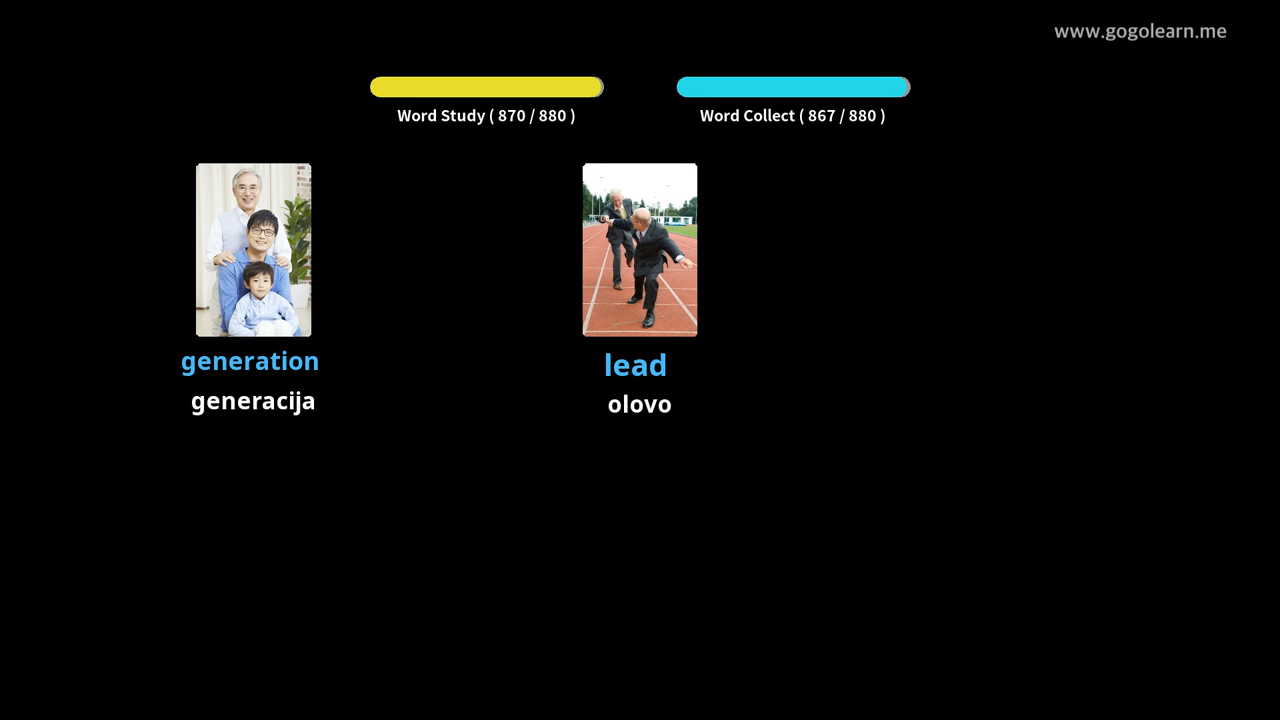 www.gogolearn.me
Word Study ( 870 / 880 )
Word Collect ( 867 / 880 )
generation
generacija
lead
olovo